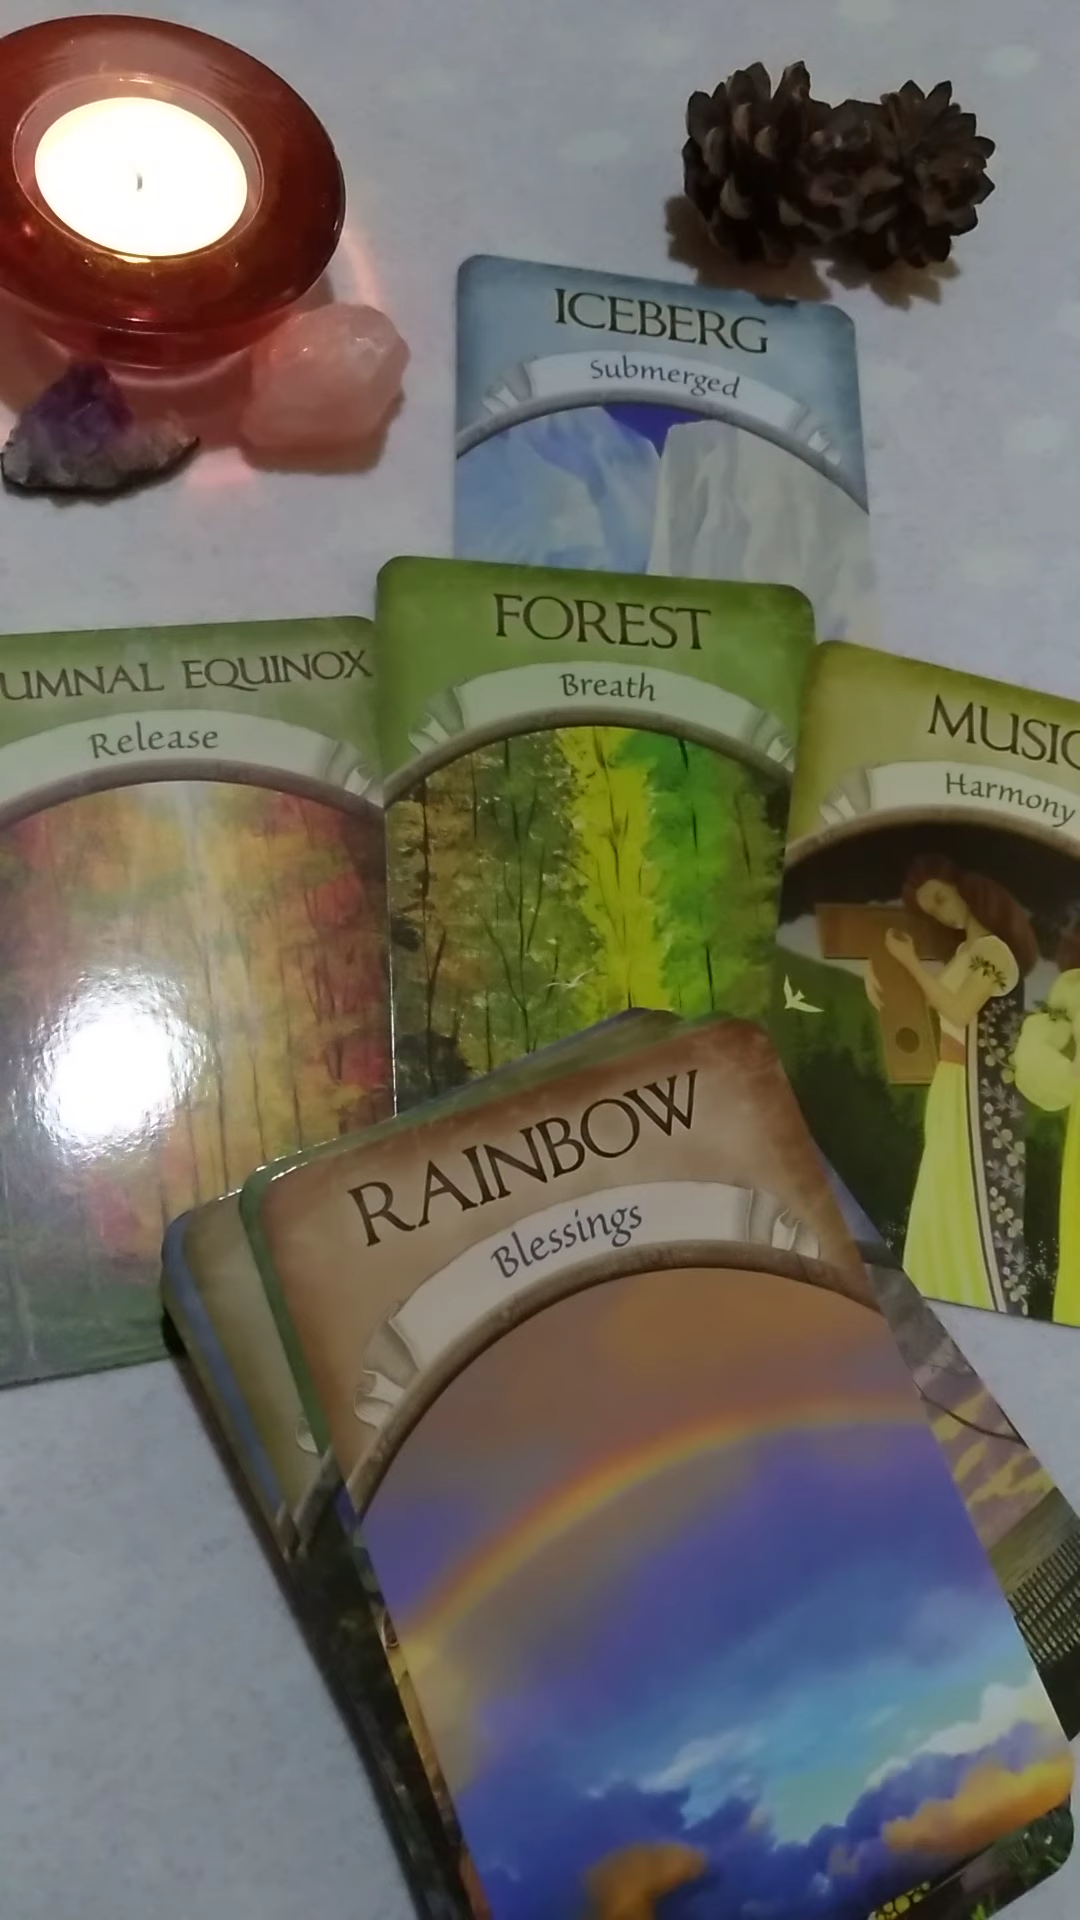 ICEBERG
Submerged
FOREST
Breath
UMNAL EQUINOX
Release
MUSIC
Harmony
RAINBOW
Blessings